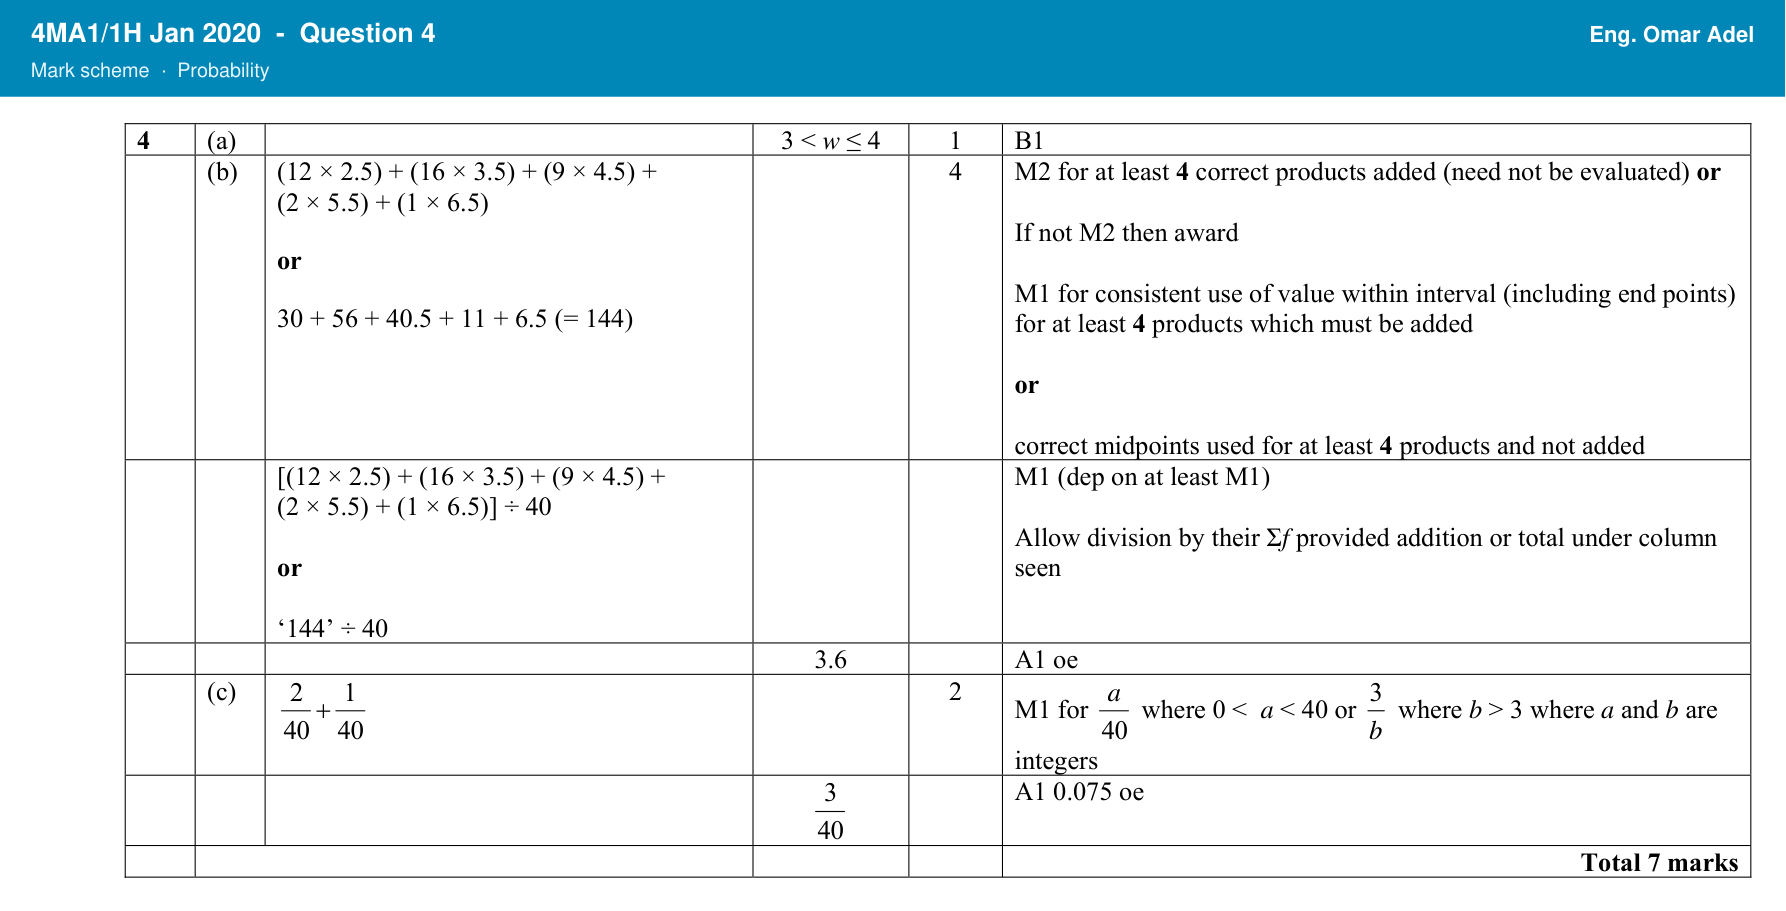 4MA1/1H Jan 2020 - Question 4
Eng. Omar Adel
Mark scheme · Probability
4 (a) 3 < w ≤ 4 1 B1
(b) (12 × 2.5) + (16 × 3.5) + (9 × 4.5) + 4 M2 for at least 4 correct products added (need not be evaluated) or
(2 × 5.5) + (1 × 6.5)
If not M2 then award
or
M1 for consistent use of value within interval (including end points)
30 + 56 + 40.5 + 11 + 6.5 (= 144)
for at least 4 products which must be added
or
correct midpoints used for at least 4 products and not added
[(12 × 2.5) + (16 × 3.5) + (9 × 4.5) + M1 (dep on at least M1)
(2 × 5.5) + (1 × 6.5)] ÷ 40
Allow division by their Σf provided addition or total under column
or seen
‘144’ ÷ 40
3.6 A1 oe
(c) 2/40 + 1/40 2 M1 for a/40 where 0 < a < 40 or 3/b where b > 3 where a and b are
integers
3/40 A1 0.075 oe
Total 7 marks